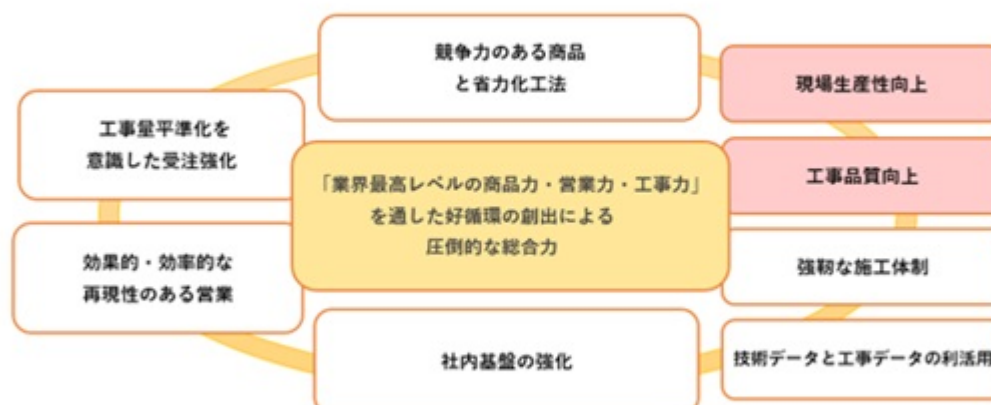 競争力のある商品
と省力化工法
現場生産性向上
工事量平準化を
意識した受注強化
「業界最高レベルの商品力・営業力・工事力」
を通した好循環の創出による
圧倒的な総合力
工事品質向上
効果的・効率的な
再現性のある営業
強靭な施工体制
社内基盤の強化
技術データと工事データの利活用